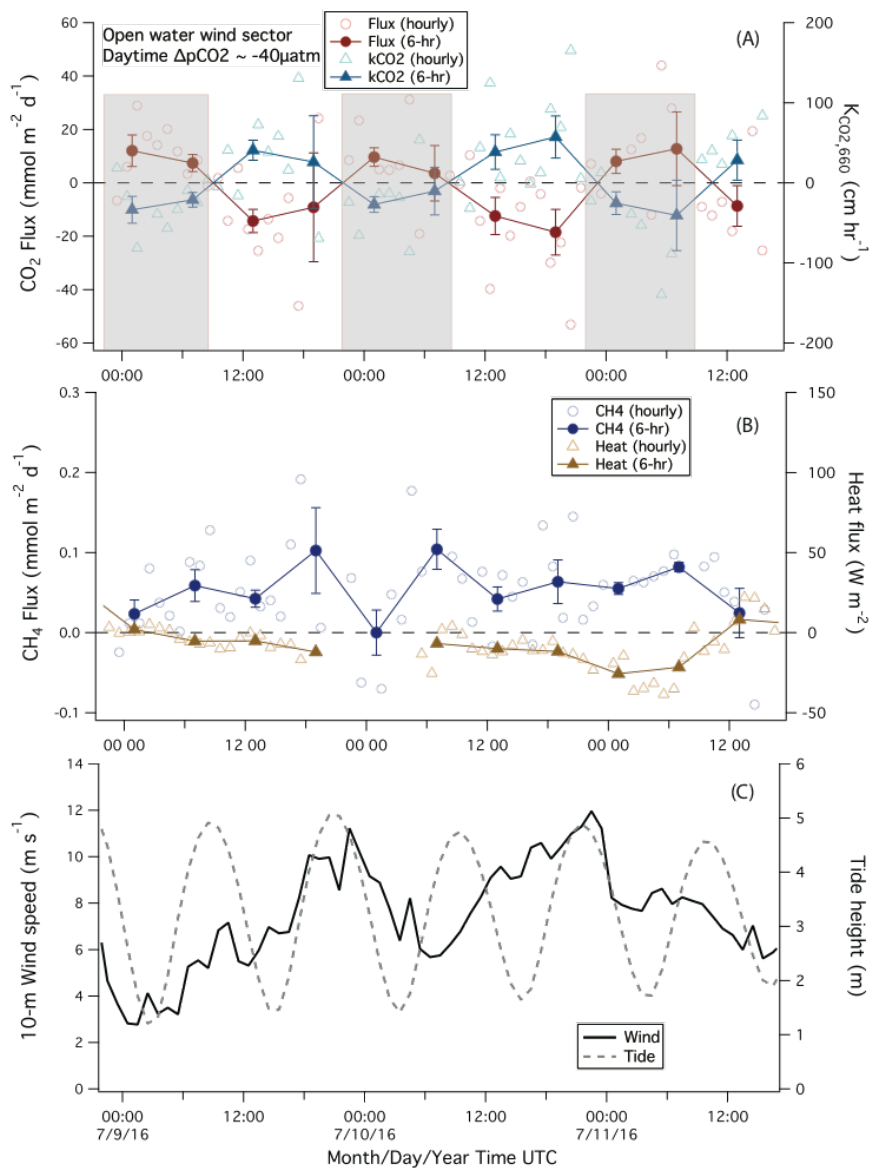 Open water wind sector
Daytime ΔpCO2 ~ -40µatm
Flux (hourly)
Flux (6-hr)
kCO2 (hourly)
kCO2 (6-hr)
(A)
60
40
20
0
-20
-40
-60
CO2 Flux (mmol m-2 d-1)
200
100
0
-100
-200
KCO2,660 (cm hr-1)
00:00 12:00 00:00 12:00 00:00 12:00
CH4 (hourly)
CH4 (6-hr)
Heat (hourly)
Heat (6-hr)
(B)
0.3
0.2
0.1
0.0
-0.1
CH4 Flux (mmol m-2 d-1)
150
100
50
0
-50
Heat flux (W m-2)
00 00 12 00 00 00 12 00 00 00 12 00
(C)
14
12
10
8
6
4
2
0
10-m Wind speed (m s-1)
6
5
4
3
2
1
0
Tide height (m)
Wind
Tide
00:00 12:00 00:00 12:00 00:00 12:00
7/9/16 7/10/16 7/11/16
Month/Day/Year Time UTC